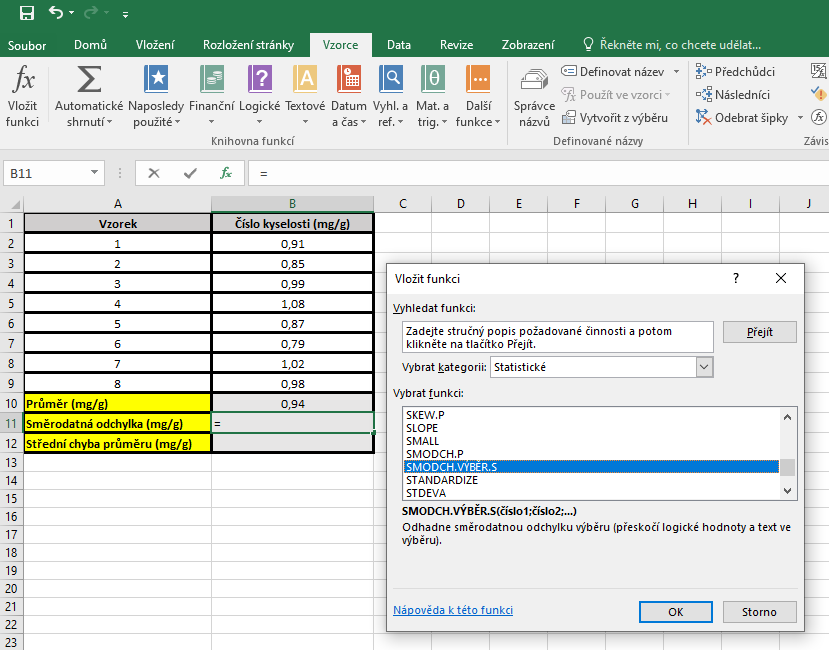 Soubor Domů Vložení Rozložení stránky Vzorce Data Revize Zobrazení Řekněte mi, co chcete udělat...
fx Vložit funkci
Σ Automatické shrnutí
Naposledy použité
Finanční
? Logické
A Textové
Datum a čas
Vyhl. a ref.
θ Mat. a trig.
Další funkce
Knihovna funkcí
Správce názvů
Definovat název
Použít ve vzorci
Vytvořit z výběru
Definované názvy
Předchůdci
Následníci
Odebrat šipky
Závis
B11 fx =
A B C D E F G H I J
1 Vzorek Číslo kyselosti (mg/g)
2 1 0,91
3 2 0,85
4 3 0,99
5 4 1,08
6 5 0,87
7 6 0,79
8 7 1,02
9 8 0,98
10 Průměr (mg/g) 0,94
11 Směrodatná odchylka (mg/g) =
12 Střední chyba průměru (mg/g)
13
14
15
16
17
18
19
20
21
22
23
Vložit funkci ?
Vyhledat funkci:
Zadejte stručný popis požadované činnosti a potom
klikněte na tlačítko Přejít.
Přejít
Vybrat kategorii: Statistické
Vybrat funkci:
SKEW.P
SLOPE
SMALL
SMODCH.P
SMODCH.VÝBĚR.S
STANDARDIZE
STDEVA
SMODCH.VÝBĚR.S(číslo1;číslo2;...)
Odhadne směrodatnou odchylku výběru (přeskočí logické hodnoty a text ve
výběru).
Nápověda k této funkci
OK Storno